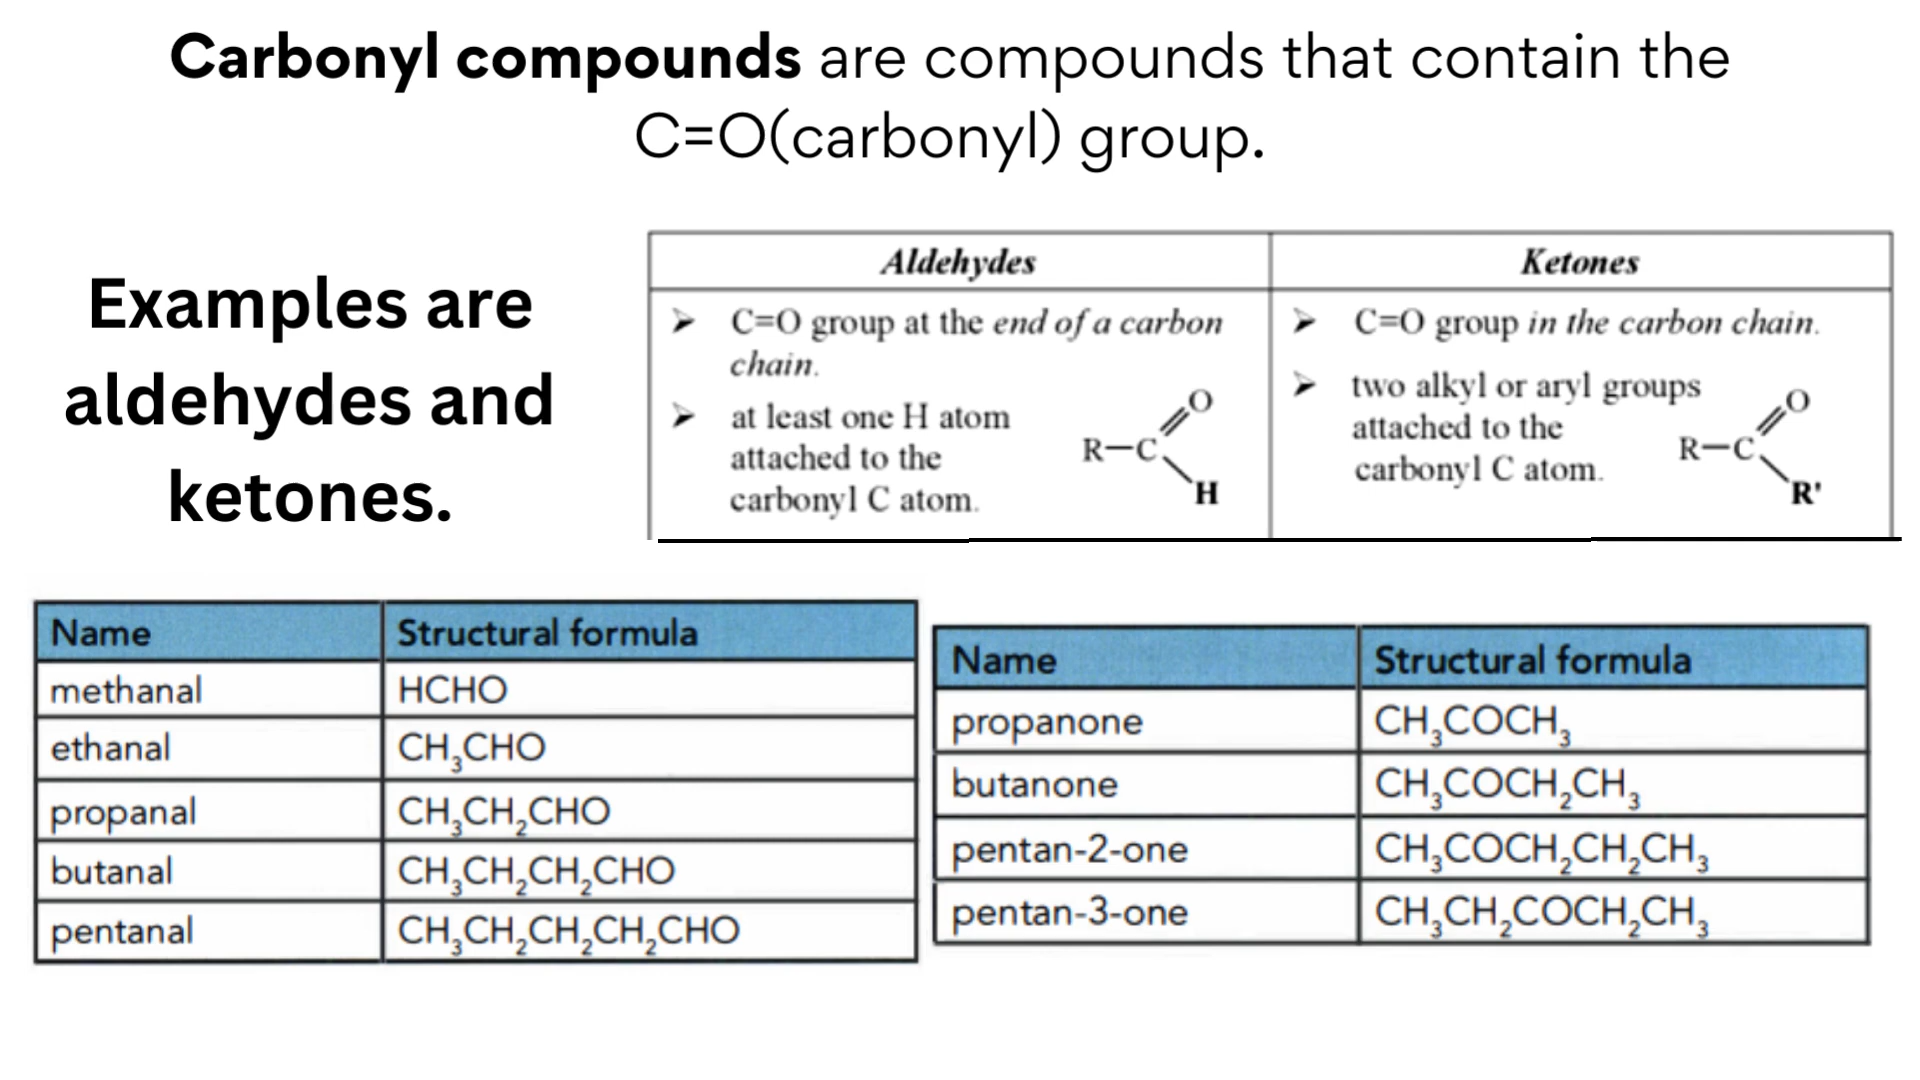 Carbonyl compounds are compounds that contain the
C=O(carbonyl) group.
Examples are
aldehydes and
ketones.
Aldehydes
➤ C=O group at the end of a carbon
chain.
➤ at least one H atom
attached to the
carbonyl C atom.
R—C
O
H
Ketones
➤ C=O group in the carbon chain.
➤ two alkyl or aryl groups
attached to the
carbonyl C atom.
R—C
O
R'
Name Structural formula
methanal HCHO
ethanal CH₃CHO
propanal CH₃CH₂CHO
butanal CH₃CH₂CH₂CHO
pentanal CH₃CH₂CH₂CH₂CHO
Name Structural formula
propanone CH₃COCH₃
butanone CH₃COCH₂CH₃
pentan-2-one CH₃COCH₂CH₂CH₃
pentan-3-one CH₃CH₂COCH₂CH₃